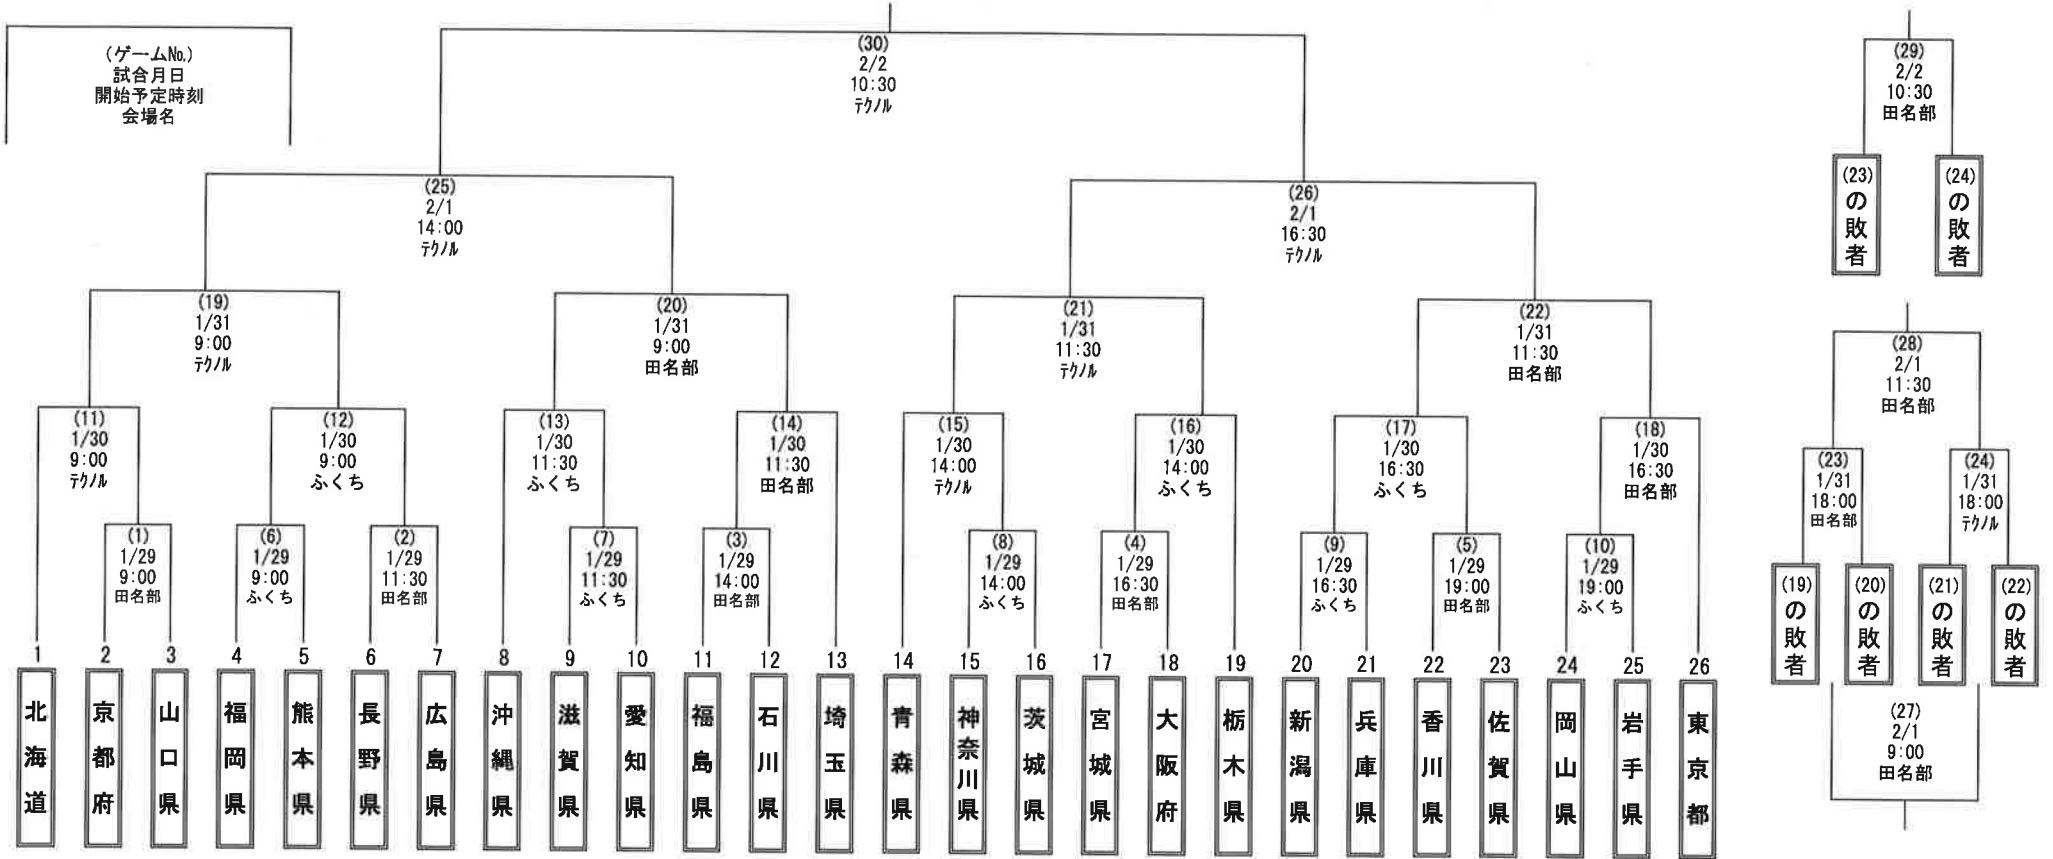 (ゲームNo.)
試合月日
開始予定時刻
会場名
(30)
2/2
10:30
テクノル
(25)
2/1
14:00
テクノル
(26)
2/1
16:30
テクノル
(19)
1/31
9:00
テクノル
(20)
1/31
9:00
田名部
(21)
1/31
11:30
テクノル
(22)
1/31
11:30
田名部
(11)
1/30
9:00
テクノル
(12)
1/30
9:00
ふくち
(13)
1/30
11:30
ふくち
(14)
1/30
11:30
田名部
(15)
1/30
14:00
テクノル
(16)
1/30
14:00
ふくち
(17)
1/30
16:30
ふくち
(18)
1/30
16:30
田名部
(1)
1/29
9:00
田名部
(6)
1/29
9:00
ふくち
(2)
1/29
11:30
田名部
(7)
1/29
11:30
ふくち
(3)
1/29
14:00
田名部
(8)
1/29
14:00
ふくち
(4)
1/29
16:30
田名部
(9)
1/29
16:30
ふくち
(5)
1/29
19:00
田名部
(10)
1/29
19:00
ふくち
1
北海道
2
京都府
3
山口県
4
福岡県
5
熊本県
6
長野県
7
広島県
8
沖縄県
9
滋賀県
10
愛知県
11
福島県
12
石川県
13
埼玉県
14
青森県
15
神奈川県
16
茨城県
17
宮城県
18
大阪府
19
栃木県
20
新潟県
21
兵庫県
22
香川県
23
佐賀県
24
岡山県
25
岩手県
26
東京都
(29)
2/2
10:30
田名部
(23)の敗者
(24)の敗者
(28)
2/1
11:30
田名部
(23)
1/31
18:00
田名部
(24)
1/31
18:00
テクノル
(19)の敗者
(20)の敗者
(21)の敗者
(22)の敗者
(27)
2/1
9:00
田名部